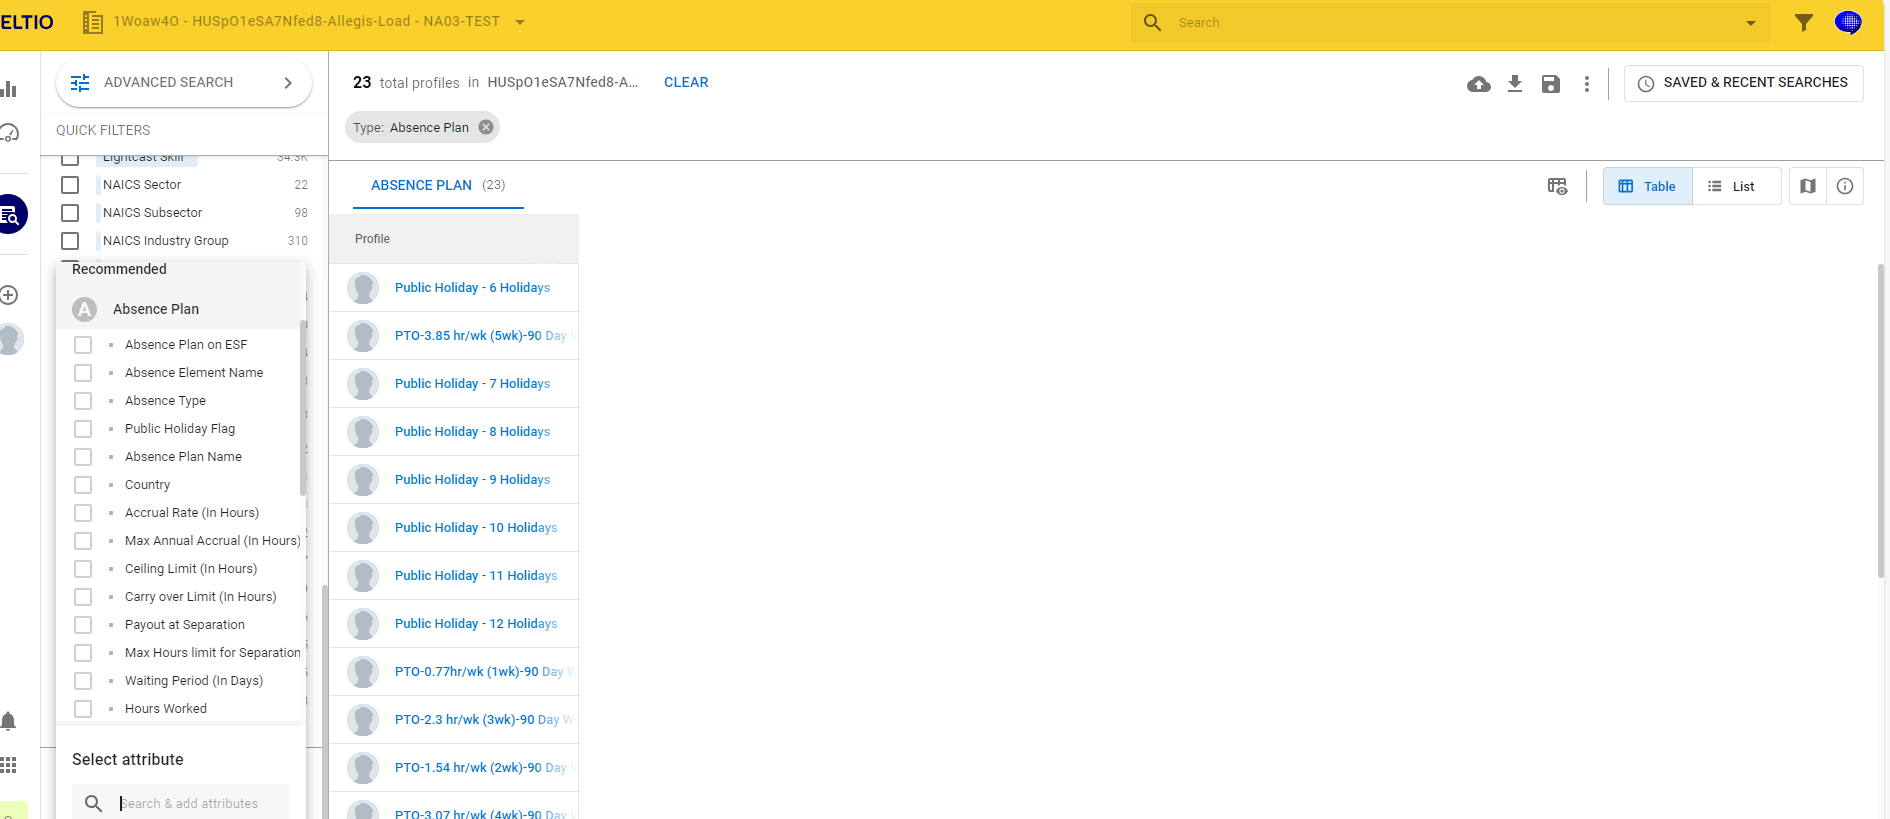 ELTIO
1Woaw4O - HUSpO1eSA7Nfed8-Allegis-Load - NA03-TEST
Search
ADVANCED SEARCH
QUICK FILTERS
Lightcast Skill 34.3K
NAICS Sector 22
NAICS Subsector 98
NAICS Industry Group 310
Recommended
A Absence Plan
Absence Plan on ESF
Absence Element Name
Absence Type
Public Holiday Flag
Absence Plan Name
Country
Accrual Rate (In Hours)
Max Annual Accrual (In Hours)
Ceiling Limit (In Hours)
Carry over Limit (In Hours)
Payout at Separation
Max Hours limit for Separation
Waiting Period (In Days)
Hours Worked
Select attribute
Search & add attributes
23 total profiles in HUSpO1eSA7Nfed8-A... CLEAR
SAVED & RECENT SEARCHES
Type: Absence Plan
ABSENCE PLAN (23)
Table
List
Profile
Public Holiday - 6 Holidays
PTO-3.85 hr/wk (5wk)-90 Day W
Public Holiday - 7 Holidays
Public Holiday - 8 Holidays
Public Holiday - 9 Holidays
Public Holiday - 10 Holidays
Public Holiday - 11 Holidays
Public Holiday - 12 Holidays
PTO-0.77hr/wk (1wk)-90 Day W
PTO-2.3 hr/wk (3wk)-90 Day W
PTO-1.54 hr/wk (2wk)-90 Day W
PTO-3.07 hr/wk (4wk)-90 Day W